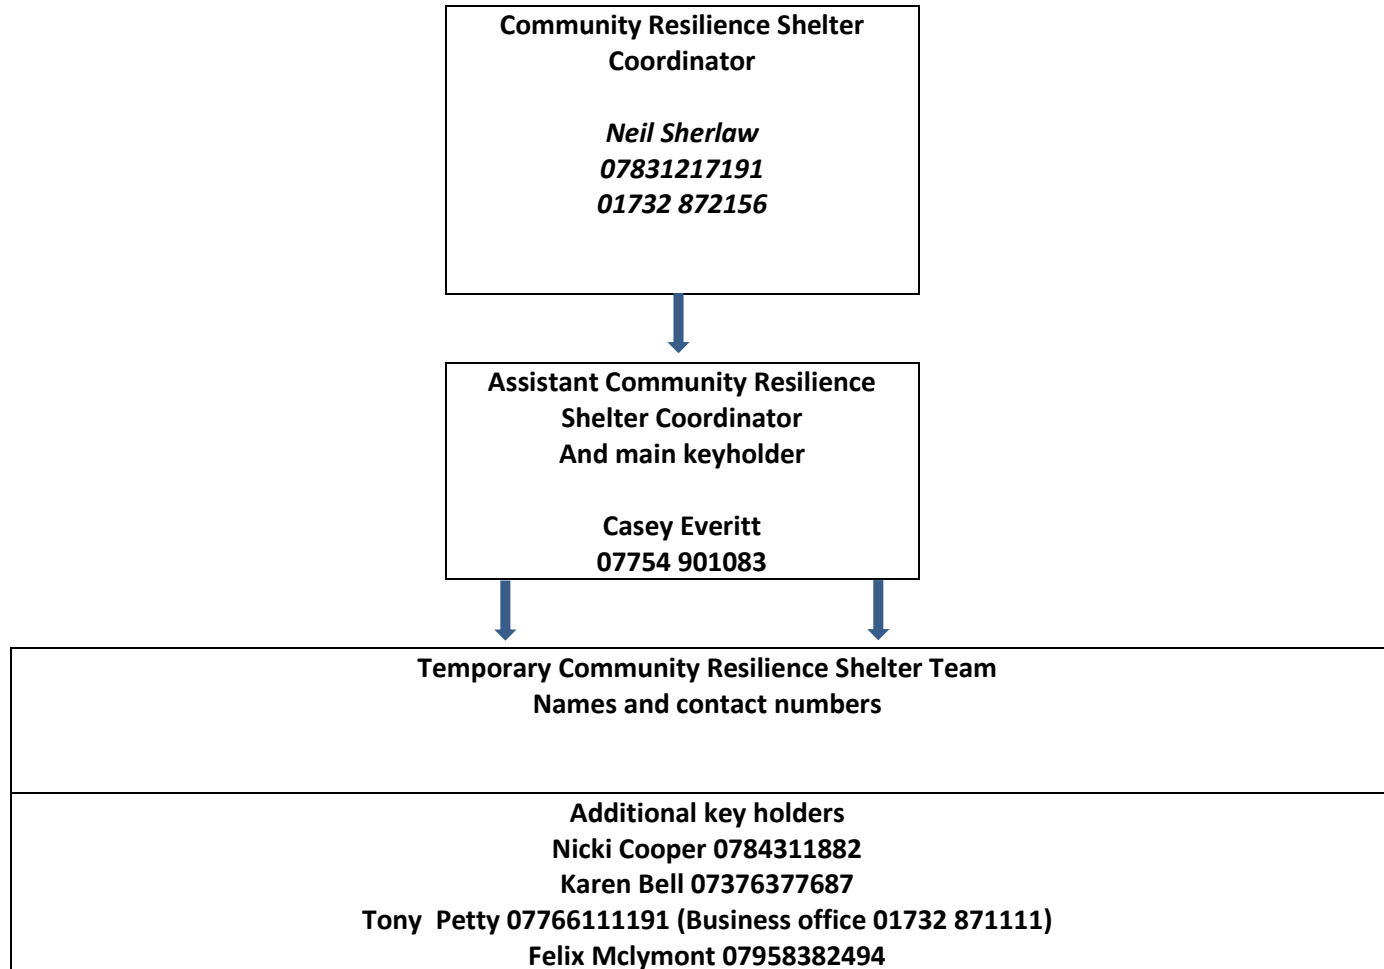 Community Resilience Shelter
Coordinator
Neil Sherlaw
07831217191
01732 872156
Assistant Community Resilience
Shelter Coordinator
And main keyholder
Casey Everitt
07754 901083
Temporary Community Resilience Shelter Team
Names and contact numbers
Additional key holders
Nicki Cooper 0784311882
Karen Bell 07376377687
Tony  Petty 07766111191 (Business office 01732 871111)
Felix Mclymont 07958382494